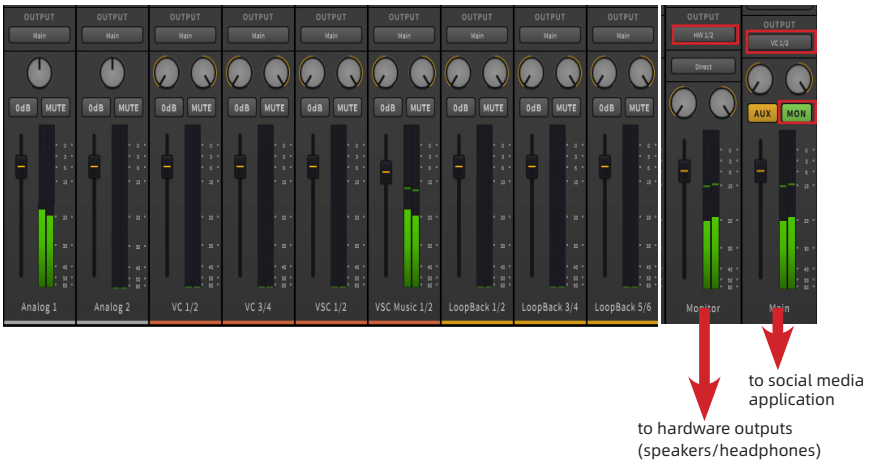 OUTPUT OUTPUT OUTPUT OUTPUT OUTPUT OUTPUT OUTPUT OUTPUT OUTPUT OUTPUT OUTPUT
Main Main Main Main Main Main Main Main Main HW 1/2 VC 1/2
Direct
0dB MUTE 0dB MUTE 0dB MUTE 0dB MUTE 0dB MUTE 0dB MUTE 0dB MUTE 0dB MUTE 0dB MUTE AUX MON
Analog 1 Analog 2 VC 1/2 VC 3/4 VSC 1/2 VSC Music 1/2 LoopBack 1/2 LoopBack 3/4 LoopBack 5/6 Monitor Main
to social media
application
to hardware outputs
(speakers/headphones)